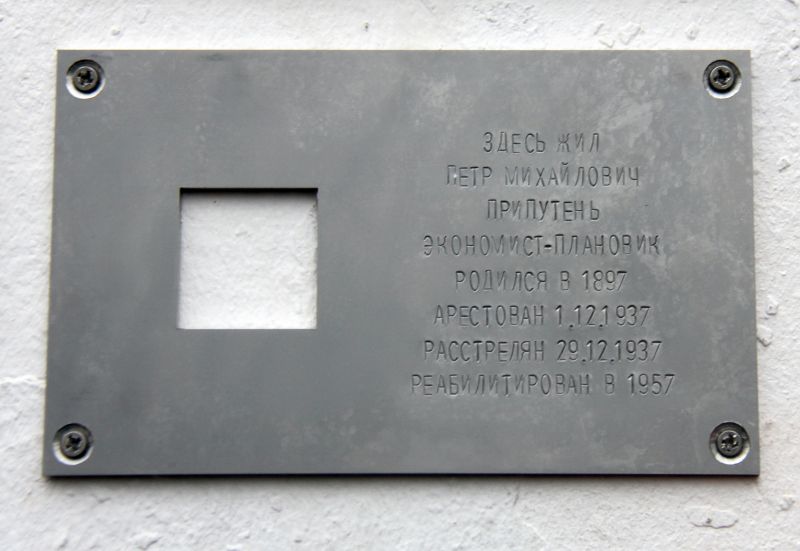 ЗДЕСЬ ЖИЛ
ПЕТР МИХАЙЛОВИЧ
ПРИПУТЕНЬ
ЭКОНОМИСТ-ПЛАНОВИК
РОДИЛСЯ В 1897
АРЕСТОВАН 1.12.1937
РАССТРЕЛЯН 29.12.1937
РЕАБИЛИТИРОВАН В 1957